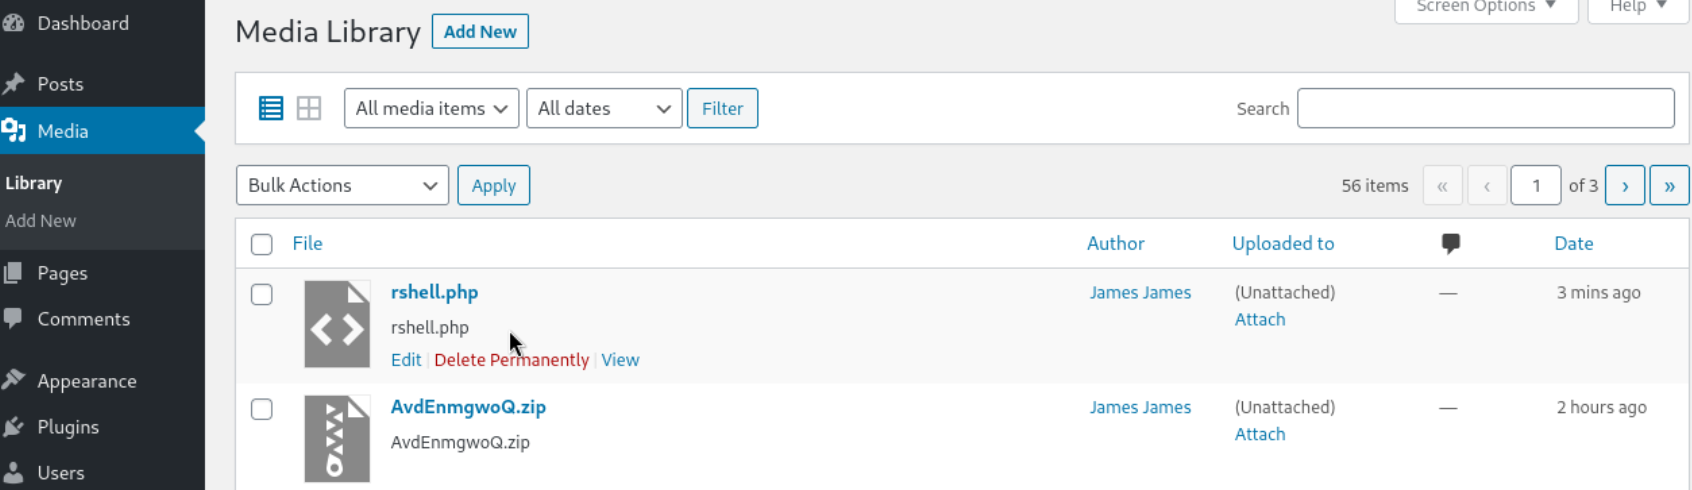 Dashboard
Posts
Media
Library
Add New
Pages
Comments
Appearance
Plugins
Users
Screen Options ▼
Help ▼
Media Library
Add New
All media items
All dates
Filter
Search
Bulk Actions
Apply
56 items « ‹ 1 of 3 › »
File Author Uploaded to Date
rshell.php James James (Unattached) — 3 mins ago
rshell.php Attach
Edit | Delete Permanently | View
AvdEnmgwoQ.zip James James (Unattached) — 2 hours ago
AvdEnmgwoQ.zip Attach